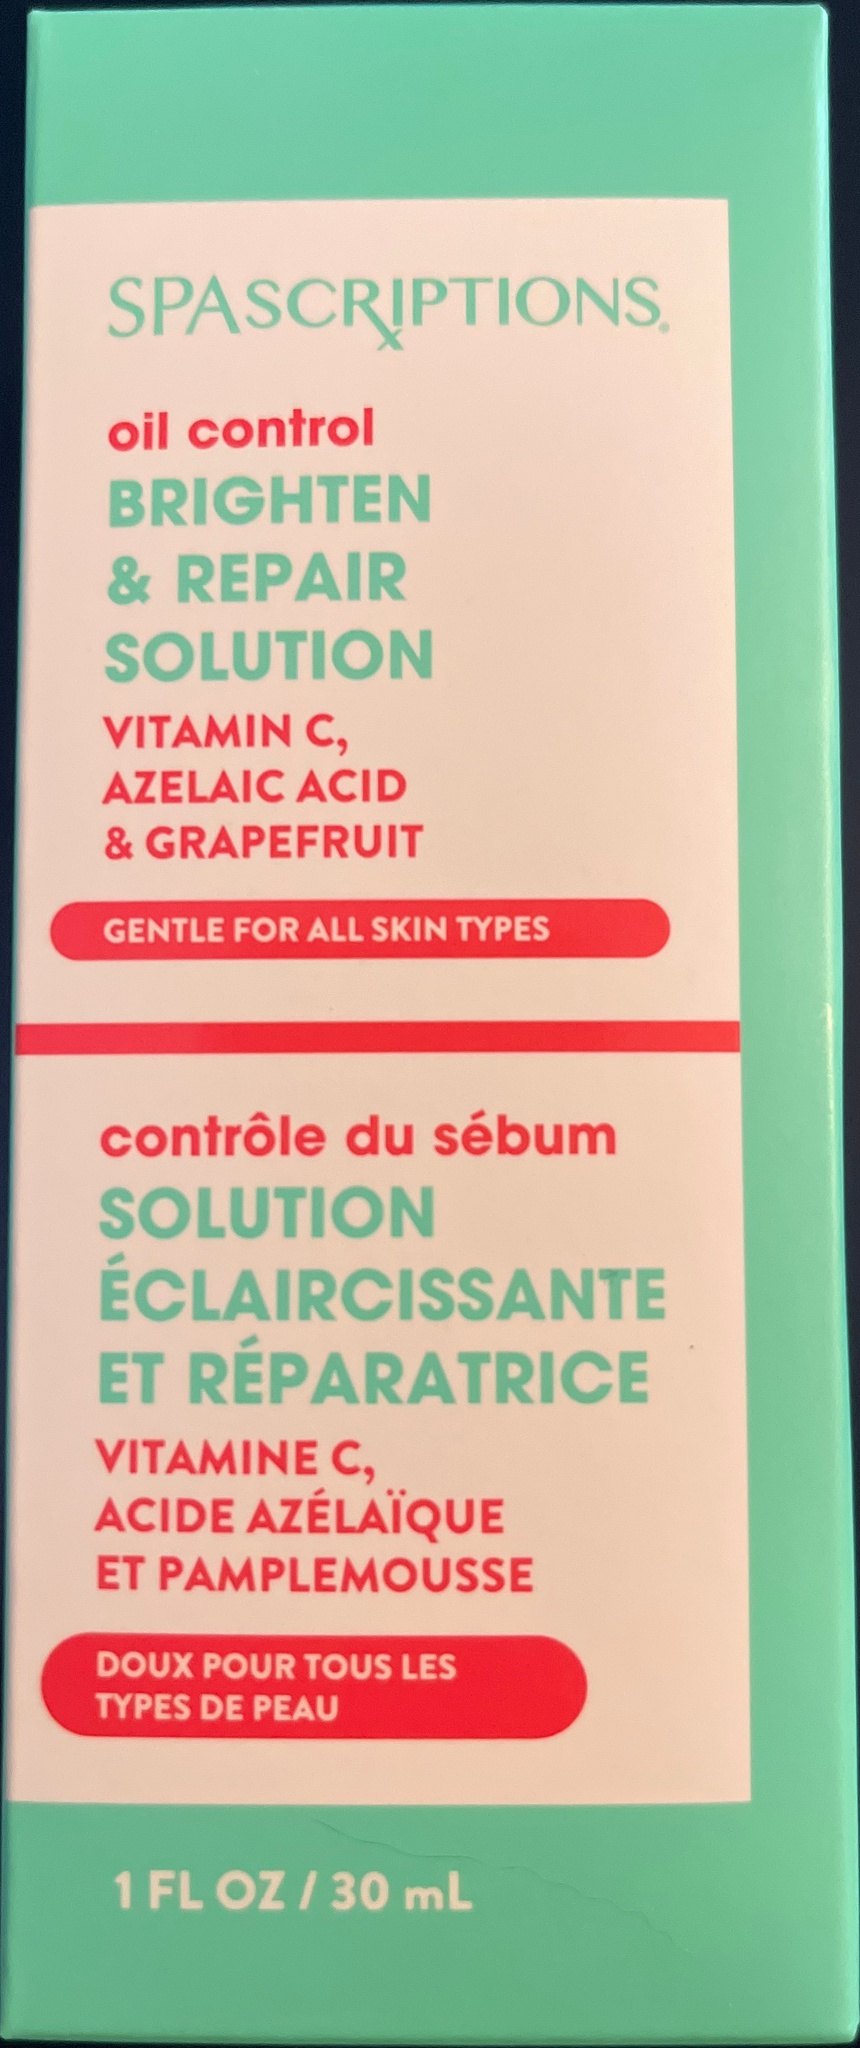 SPASCRIPTIONS®
oil control
BRIGHTEN
& REPAIR
SOLUTION
VITAMIN C,
AZELAIC ACID
& GRAPEFRUIT
GENTLE FOR ALL SKIN TYPES
contrôle du sébum
SOLUTION
ÉCLAIRCISSANTE
ET RÉPARATRICE
VITAMINE C,
ACIDE AZÉLAÏQUE
ET PAMPLEMOUSSE
DOUX POUR TOUS LES
TYPES DE PEAU
1 FL OZ / 30 mL